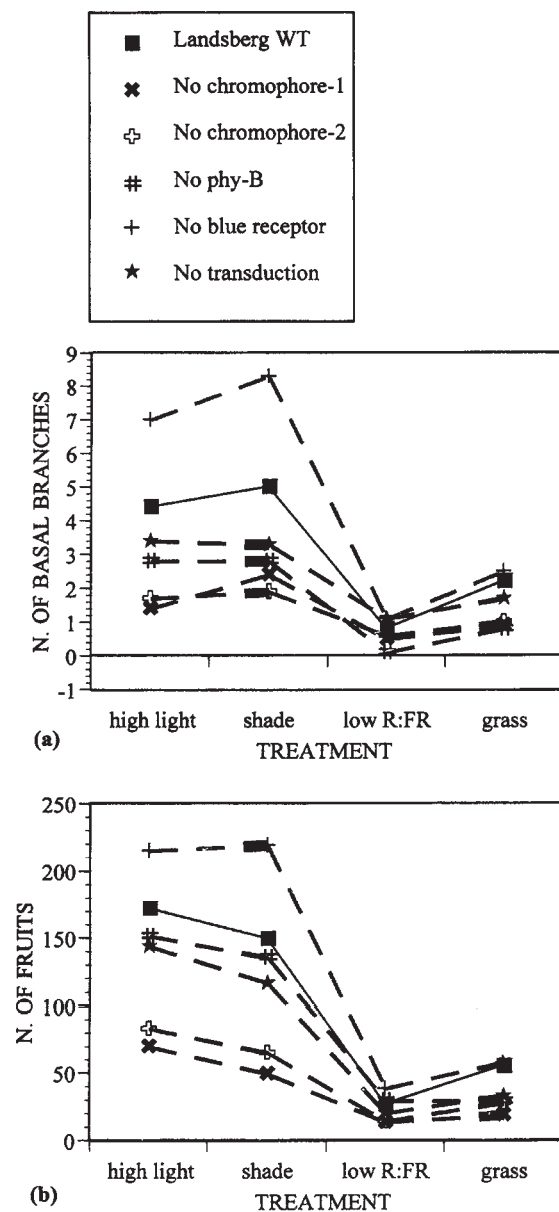 Landsberg WT
No chromophore-1
No chromophore-2
No phy-B
No blue receptor
No transduction
N. OF BASAL BRANCHES
9
8
7
6
5
4
3
2
1
0
-1
high light shade low R:FR grass
TREATMENT
(a)
N. OF FRUITS
250
200
150
100
50
0
high light shade low R:FR grass
TREATMENT
(b)